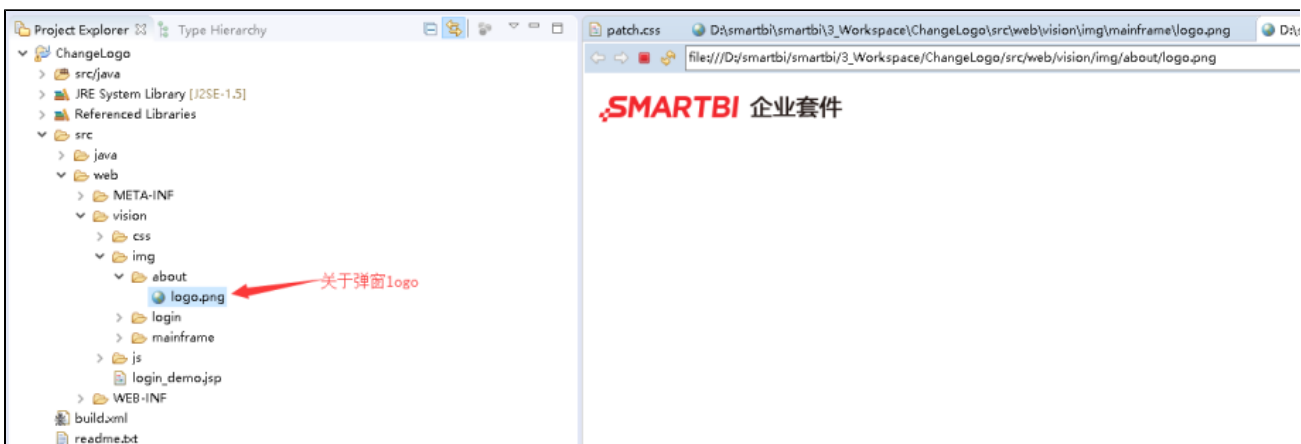 Project Explorer Type Hierarchy
ChangeLogo
src/java
JRE System Library [J2SE-1.5]
Referenced Libraries
src
java
web
META-INF
vision
css
img
about
logo.png
login
mainframe
js
login_demo.jsp
WEB-INF
build.xml
readme.txt
关于弹窗logo
patch.css D:\smartbi\smartbi\3_Workspace\ChangeLogo\src\web\vision\img\mainframe\logo.png
file:///D:/smartbi/smartbi/3_Workspace/ChangeLogo/src/web/vision/img/about/logo.png
SMARTBI 企业套件